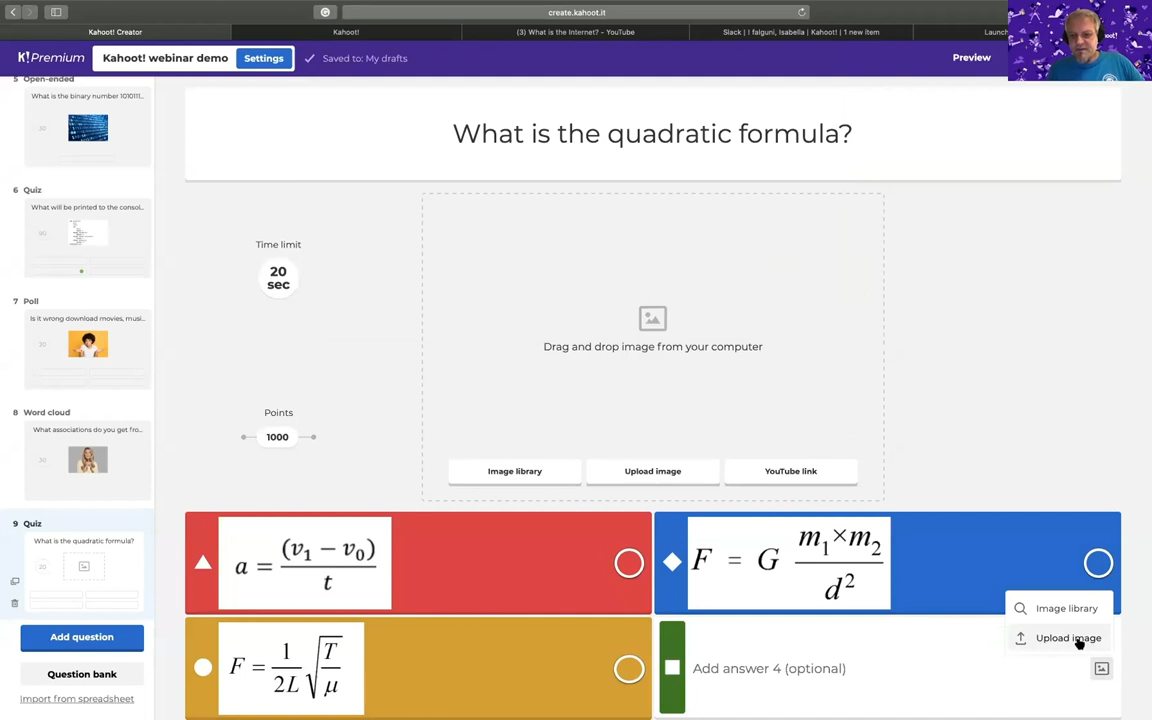 create.kahoot.it
Kahoot! Creator
Kahoot!
(3) What is the Internet? - YouTube
Slack | ! falguni, Isabella | Kahoot! | 1 new item
Launch
K! Premium
Kahoot! webinar demo
Settings
Saved to: My drafts
Preview
5 Open-ended
What is the binary number 1010111...
30
6 Quiz
What will be printed to the consol...
90
7 Poll
Is it wrong download movies, musi...
20
8 Word cloud
What associations do you get fro...
30
9 Quiz
What is the quadratic formula?
20
Add question
Question bank
Import from spreadsheet
What is the quadratic formula?
Time limit
20
sec
Points
1000
Drag and drop image from your computer
Image library
Upload image
YouTube link
a = (v₁ − v₀) / t
F = G m₁×m₂ / d²
F = 1/2L √T/μ
Add answer 4 (optional)
Image library
Upload image